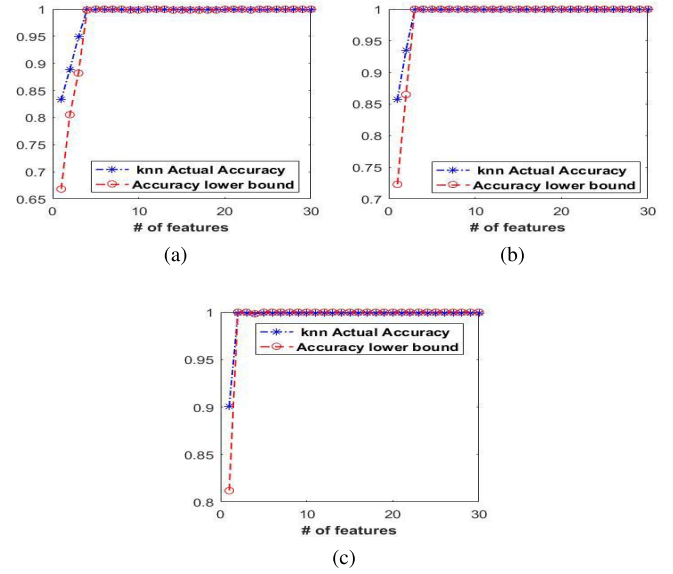 1
0.95
0.9
0.85
0.8
0.75
0.7
0.65
knn Actual Accuracy
Accuracy lower bound
0 10 20 30
# of features
(a)
1
0.95
0.9
0.85
0.8
0.75
0.7
knn Actual Accuracy
Accuracy lower bound
0 10 20 30
# of features
(b)
1
0.95
0.9
0.85
0.8
knn Actual Accuracy
Accuracy lower bound
0 10 20 30
# of features
(c)